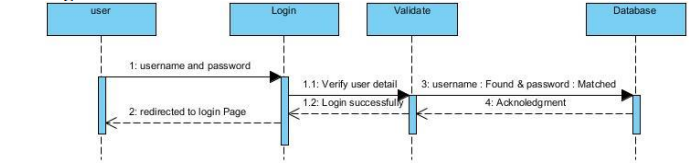 user
Login
Validate
Database
1: username and password
1.1: Verify user detail
3: username : Found & password : Matched
1.2: Login successfully
4: Acknoledgment
2: redirected to login Page